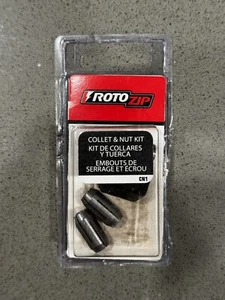 ROTOZIP
COLLET & NUT KIT
KIT DE COLLARES
Y TUERCA
EMBOUTS DE
SERRAGE ET ÉCROU
CN1